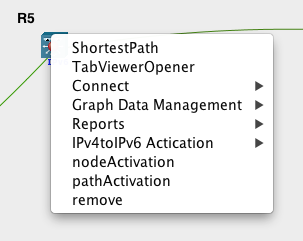 R5
ShortestPath
TabViewerOpener
Connect
Graph Data Management
Reports
IPv4toIPv6 Actication
nodeActivation
pathActivation
remove